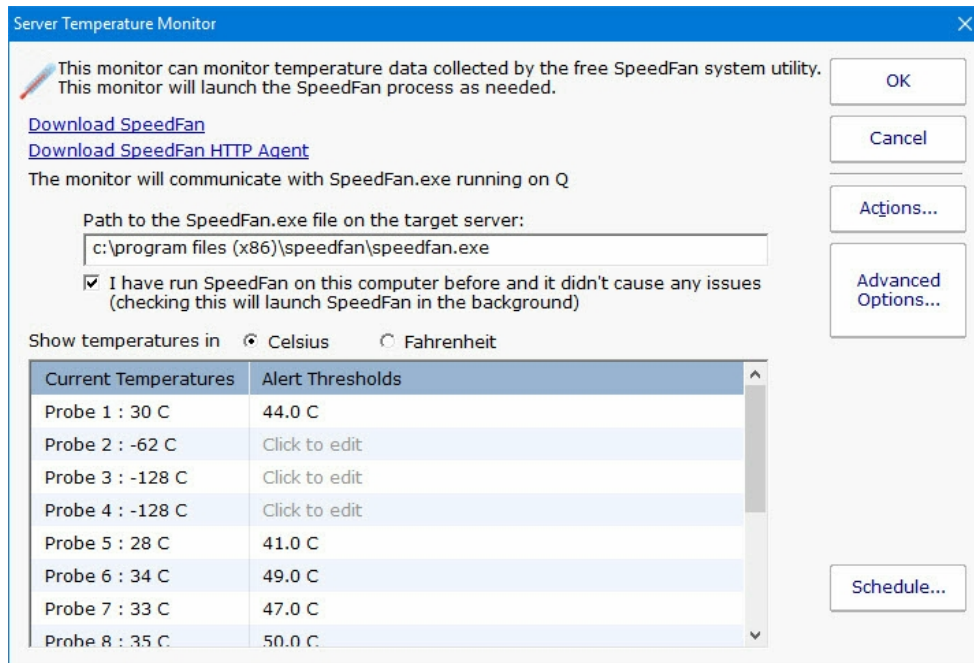 Server Temperature Monitor
This monitor can monitor temperature data collected by the free SpeedFan system utility.
This monitor will launch the SpeedFan process as needed.
OK
Download SpeedFan
Cancel
Download SpeedFan HTTP Agent
The monitor will communicate with SpeedFan.exe running on Q
Actions...
Path to the SpeedFan.exe file on the target server:
c:\program files (x86)\speedfan\speedfan.exe
I have run SpeedFan on this computer before and it didn't cause any issues
(checking this will launch SpeedFan in the background)
Advanced
Options...
Show temperatures in Celsius Fahrenheit
Current Temperatures Alert Thresholds
Probe 1 : 30 C 44.0 C
Probe 2 : -62 C Click to edit
Probe 3 : -128 C Click to edit
Probe 4 : -128 C Click to edit
Probe 5 : 28 C 41.0 C
Probe 6 : 34 C 49.0 C
Schedule...
Probe 7 : 33 C 47.0 C
Probe 8 : 35 C 50.0 C